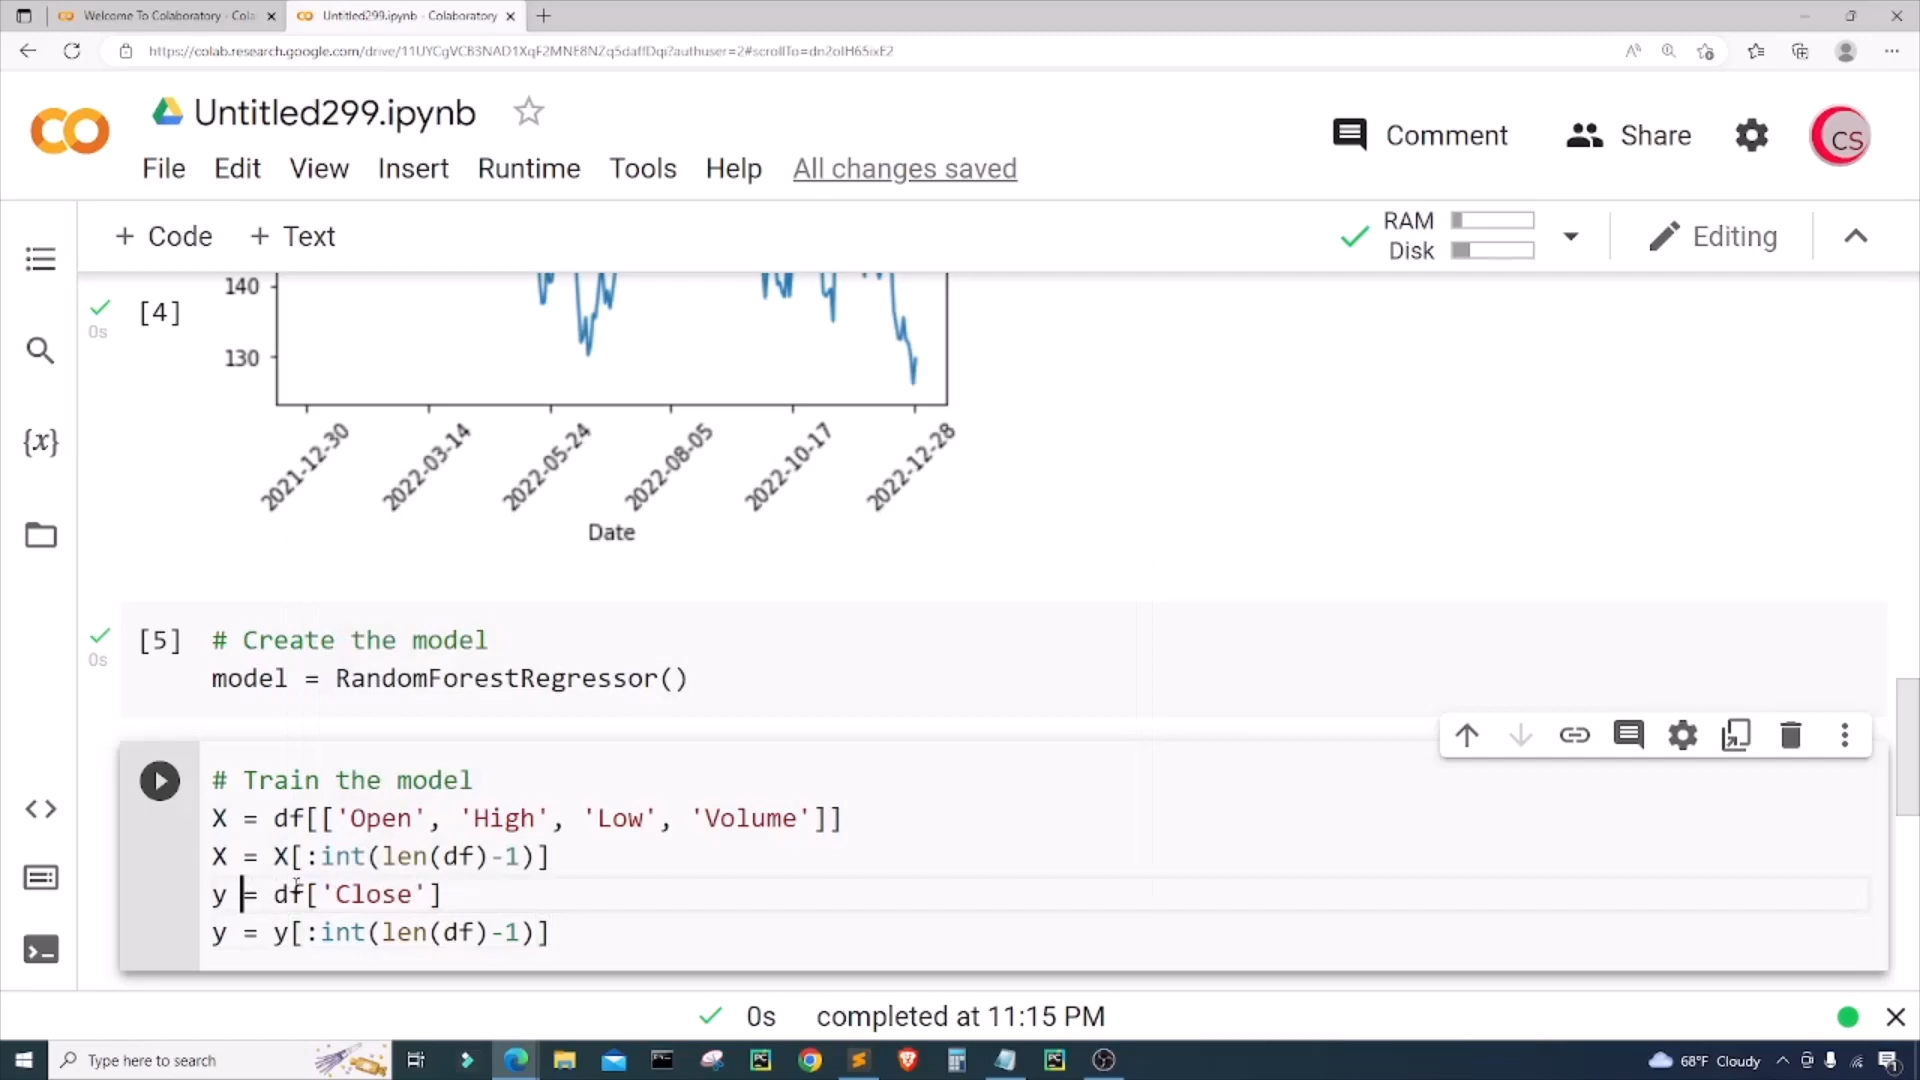 Welcome To Colaboratory - Cola
Untitled299.ipynb - Colaboratory
Untitled299.ipynb
Comment
Share
CS
File
Edit
View
Insert
Runtime
Tools
Help
All changes saved
+ Code
+ Text
RAM
Disk
Editing
140
130
2021-12-30
2022-03-14
2022-05-24
2022-08-05
2022-10-17
2022-12-28
Date
[4]
0s
{x}
[5]
0s
# Create the model
model = RandomForestRegressor()
# Train the model
X = df[['Open', 'High', 'Low', 'Volume']]
X = X[:int(len(df)-1)]
y = df['Close']
y = y[:int(len(df)-1)]
0s completed at 11:15 PM
Type here to search
68°F Cloudy